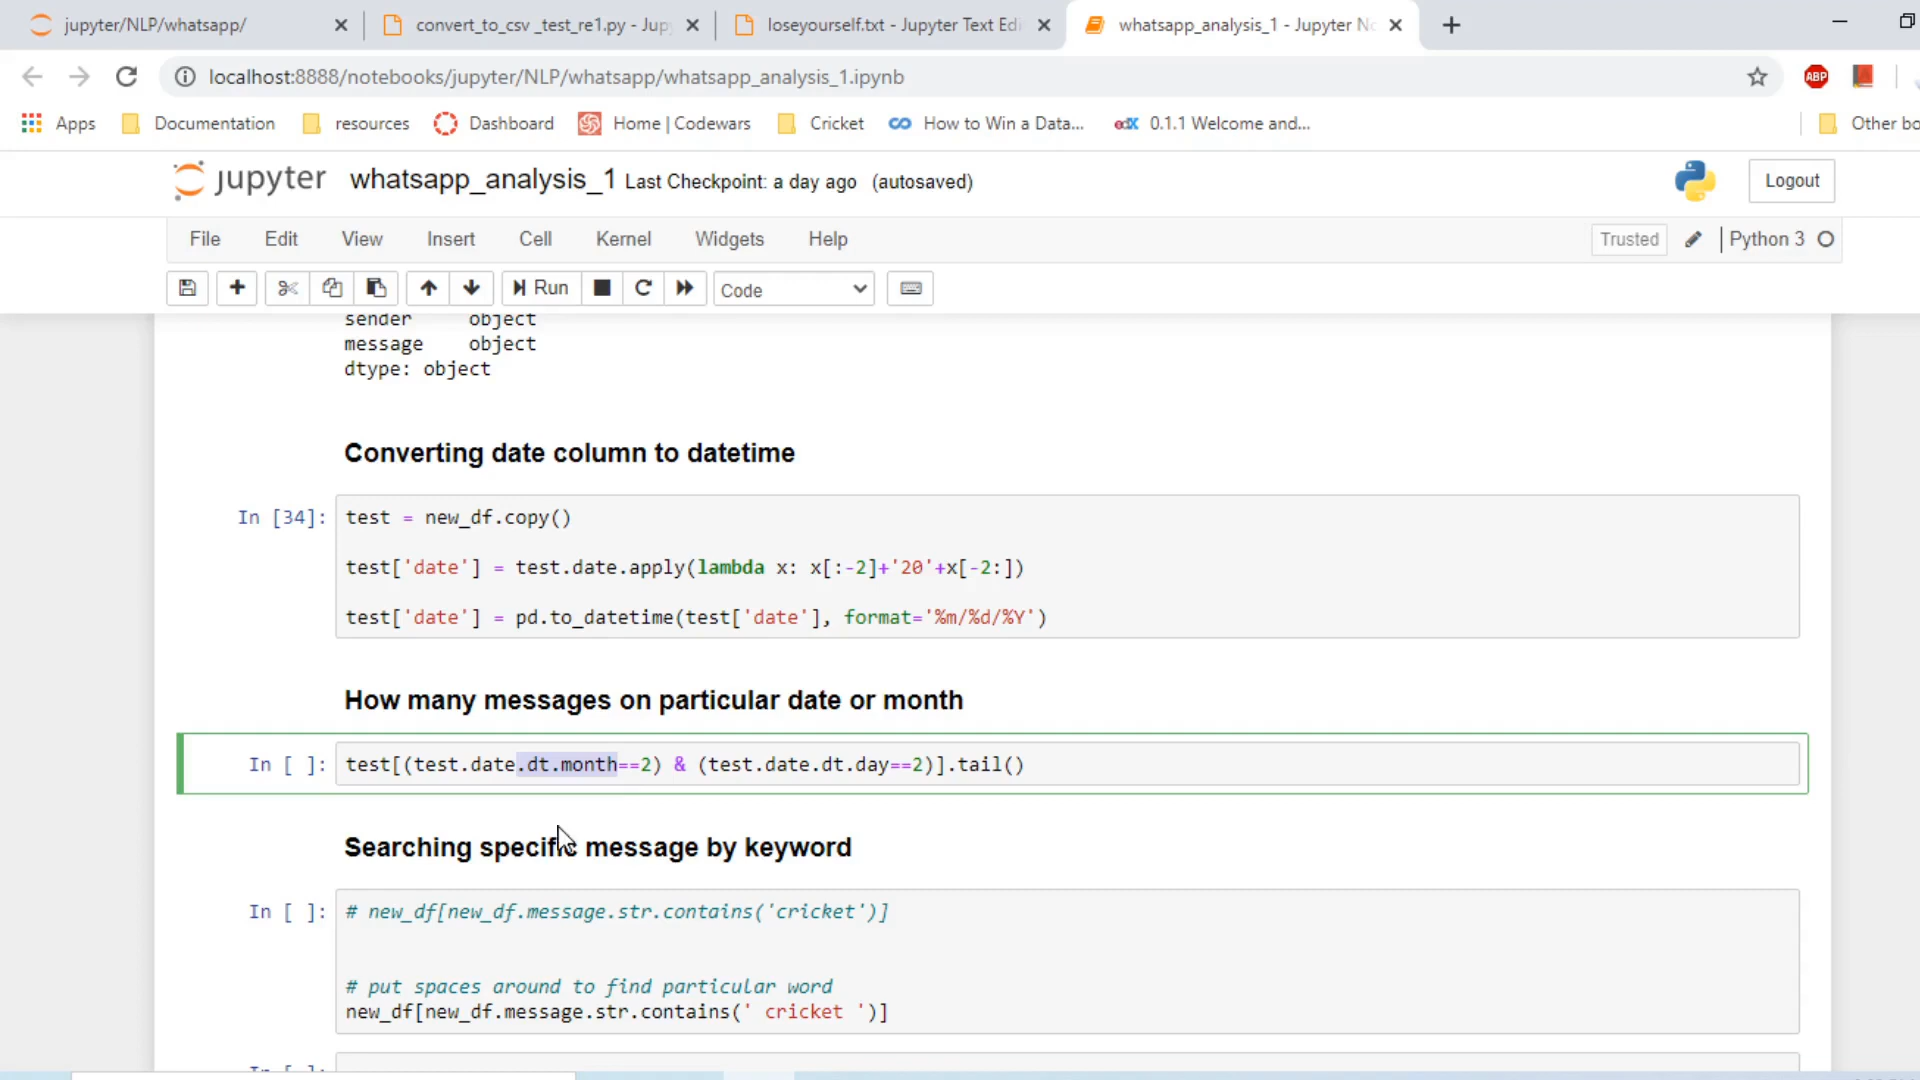 jupyter/NLP/whatsapp/
convert_to_csv _test_re1.py - Jup
loseyourself.txt - Jupyter Text Edi
whatsapp_analysis_1 - Jupyter No
localhost:8888/notebooks/jupyter/NLP/whatsapp/whatsapp_analysis_1.ipynb
ABP
Apps
Documentation
resources
Dashboard
Home | Codewars
Cricket
How to Win a Data...
edX
0.1.1 Welcome and...
Other bo
jupyter
whatsapp_analysis_1 Last Checkpoint: a day ago (autosaved)
Logout
File
Edit
View
Insert
Cell
Kernel
Widgets
Help
Trusted
Python 3
Run
Code
sender object
message object
dtype: object
Converting date column to datetime
In [34]:
test = new_df.copy()
test['date'] = test.date.apply(lambda x: x[:-2]+'20'+x[-2:])
test['date'] = pd.to_datetime(test['date'], format='%m/%d/%Y')
How many messages on particular date or month
In [ ]:
test[(test.date.dt.month==2) & (test.date.dt.day==2)].tail()
Searching specific message by keyword
In [ ]:
# new_df[new_df.message.str.contains('cricket')]
# put spaces around to find particular word
new_df[new_df.message.str.contains(' cricket ')]
In [ ]: